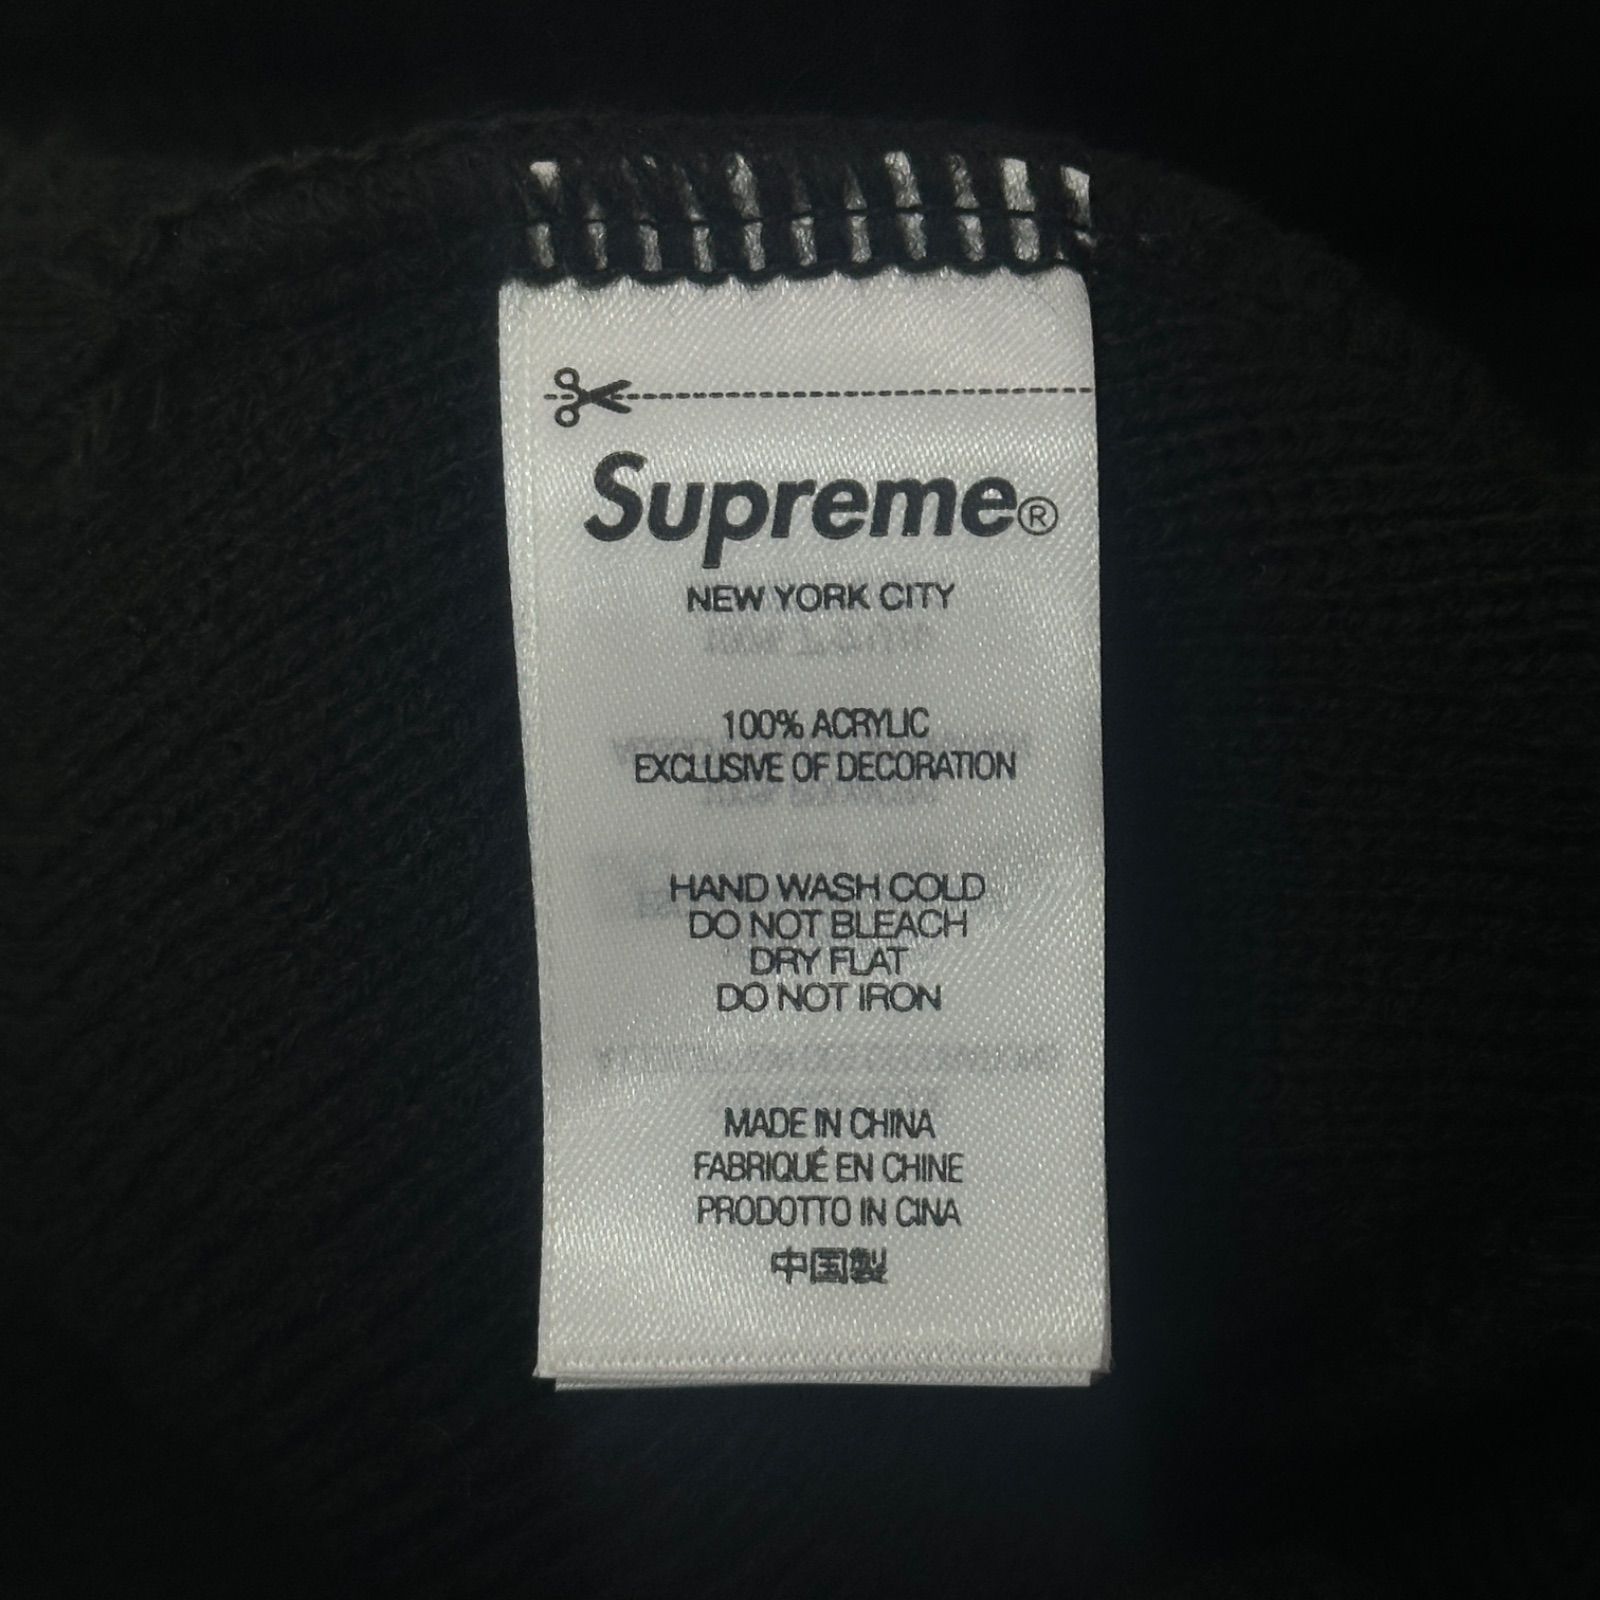 Supreme®
NEW YORK CITY
100% ACRYLIC
EXCLUSIVE OF DECORATION
HAND WASH COLD
DO NOT BLEACH
DRY FLAT
DO NOT IRON
MADE IN CHINA
FABRIQUÉ EN CHINE
PRODOTTO IN CINA
中国製